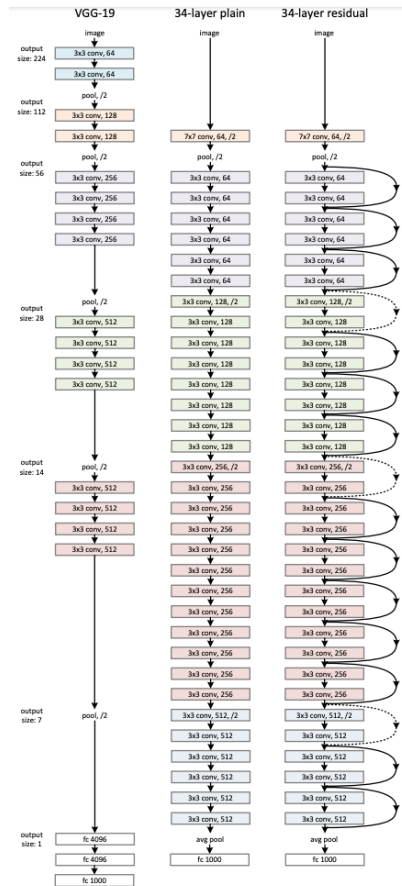 VGG-19
34-layer plain
34-layer residual
output
size: 224
output
size: 112
output
size: 56
output
size: 28
output
size: 14
output
size: 7
output
size: 1
image
3x3 conv, 64
3x3 conv, 64
pool, /2
3x3 conv, 128
3x3 conv, 128
pool, /2
3x3 conv, 256
3x3 conv, 256
3x3 conv, 256
3x3 conv, 256
pool, /2
3x3 conv, 512
3x3 conv, 512
3x3 conv, 512
3x3 conv, 512
pool, /2
3x3 conv, 512
3x3 conv, 512
3x3 conv, 512
3x3 conv, 512
pool, /2
fc 4096
fc 4096
fc 1000
image
7x7 conv, 64, /2
pool, /2
3x3 conv, 64
3x3 conv, 64
3x3 conv, 64
3x3 conv, 64
3x3 conv, 64
3x3 conv, 64
3x3 conv, 128, /2
3x3 conv, 128
3x3 conv, 128
3x3 conv, 128
3x3 conv, 128
3x3 conv, 128
3x3 conv, 128
3x3 conv, 128
3x3 conv, 256, /2
3x3 conv, 256
3x3 conv, 256
3x3 conv, 256
3x3 conv, 256
3x3 conv, 256
3x3 conv, 256
3x3 conv, 256
3x3 conv, 256
3x3 conv, 256
3x3 conv, 256
3x3 conv, 256
3x3 conv, 512, /2
3x3 conv, 512
3x3 conv, 512
3x3 conv, 512
3x3 conv, 512
3x3 conv, 512
avg pool
fc 1000
image
7x7 conv, 64, /2
pool, /2
3x3 conv, 64
3x3 conv, 64
3x3 conv, 64
3x3 conv, 64
3x3 conv, 64
3x3 conv, 64
3x3 conv, 128, /2
3x3 conv, 128
3x3 conv, 128
3x3 conv, 128
3x3 conv, 128
3x3 conv, 128
3x3 conv, 128
3x3 conv, 128
3x3 conv, 256, /2
3x3 conv, 256
3x3 conv, 256
3x3 conv, 256
3x3 conv, 256
3x3 conv, 256
3x3 conv, 256
3x3 conv, 256
3x3 conv, 256
3x3 conv, 256
3x3 conv, 256
3x3 conv, 256
3x3 conv, 512, /2
3x3 conv, 512
3x3 conv, 512
3x3 conv, 512
3x3 conv, 512
3x3 conv, 512
avg pool
fc 1000